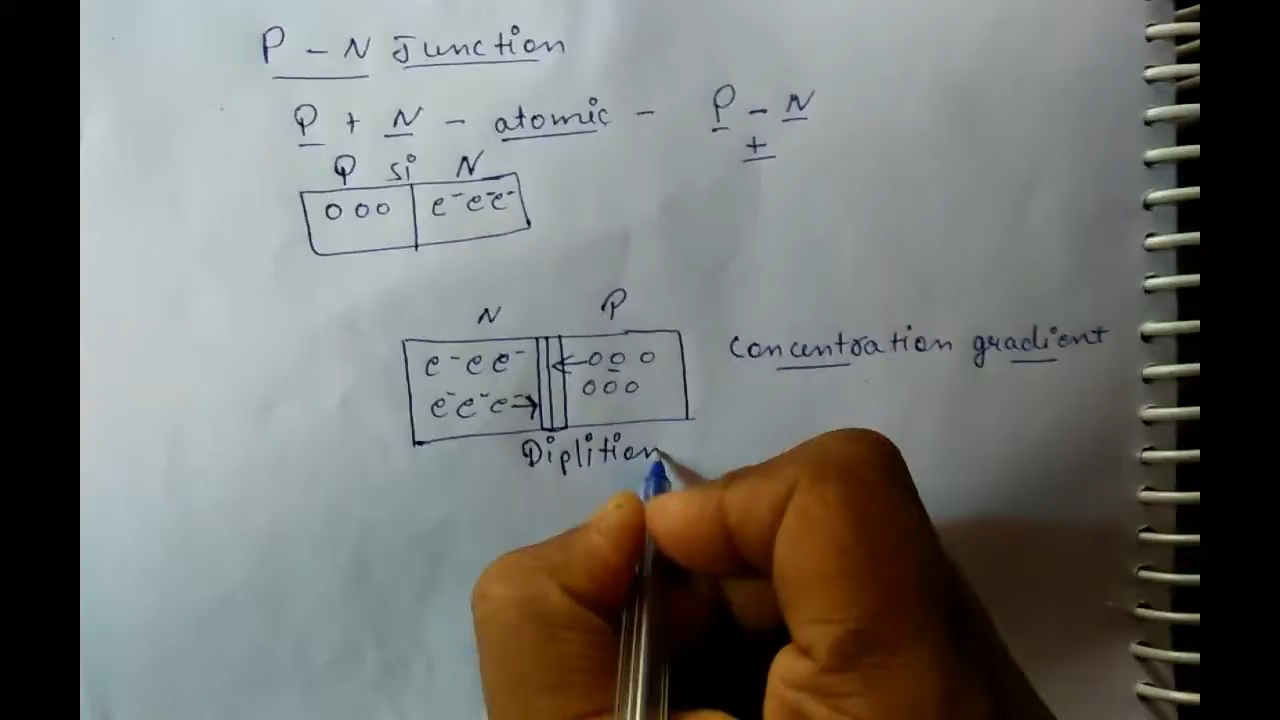 P - N Junction
P + N - atomic - P - N
+
P si N
o o o e⁻ e⁻ e⁻
N P
e⁻ e e⁻ ← o o o Concentration gradient
e⁻ e⁻ e → o o o
Diplition